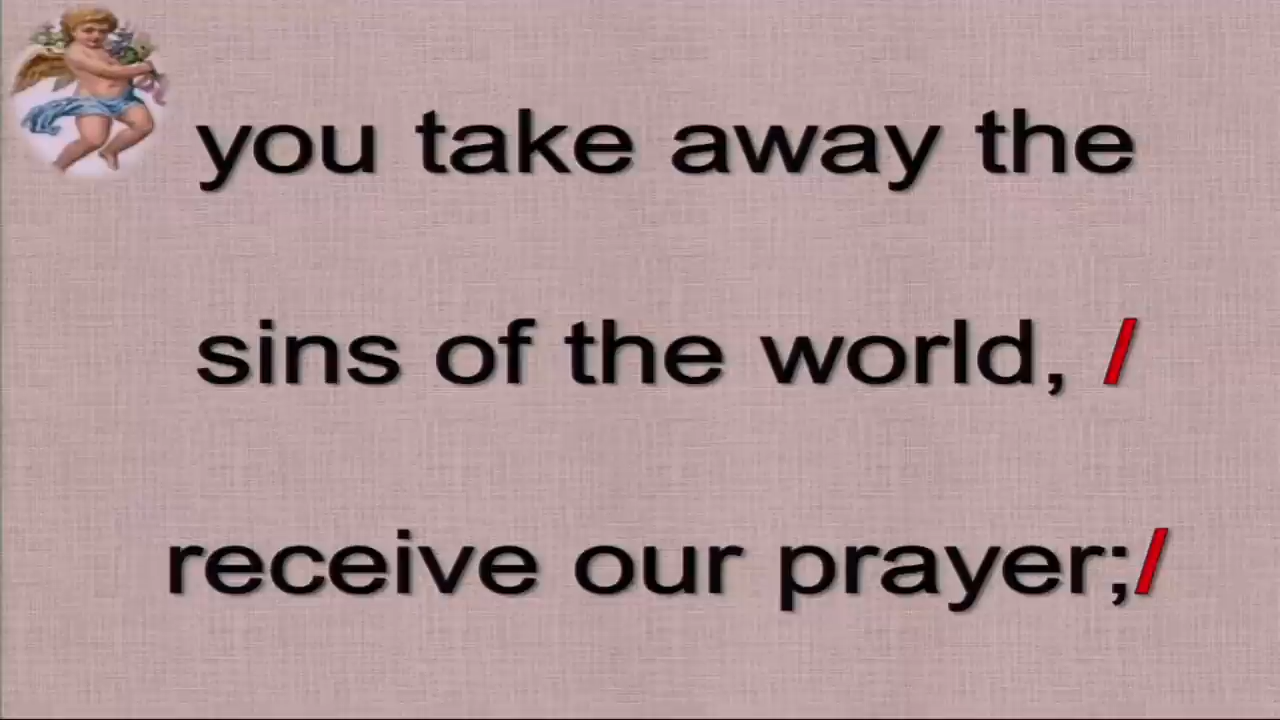 you take away the
sins of the world, /
receive our prayer;/